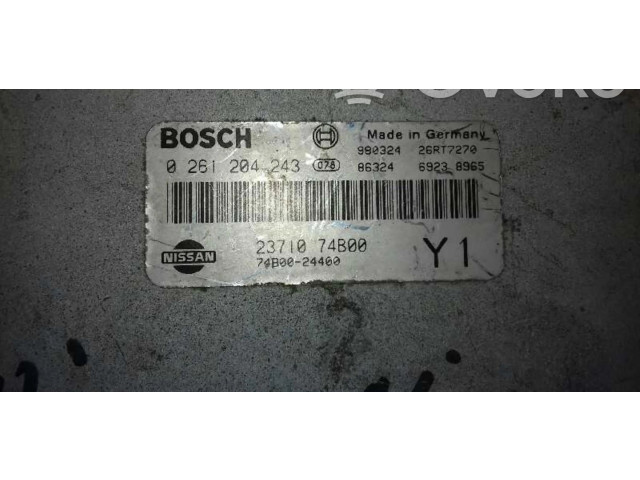 BOSCH Made in Germany
980324 26RT7270
0 261 204 243 078 86324 6923 8965
NISSAN 23710 74B00 Y1
74B00-24400